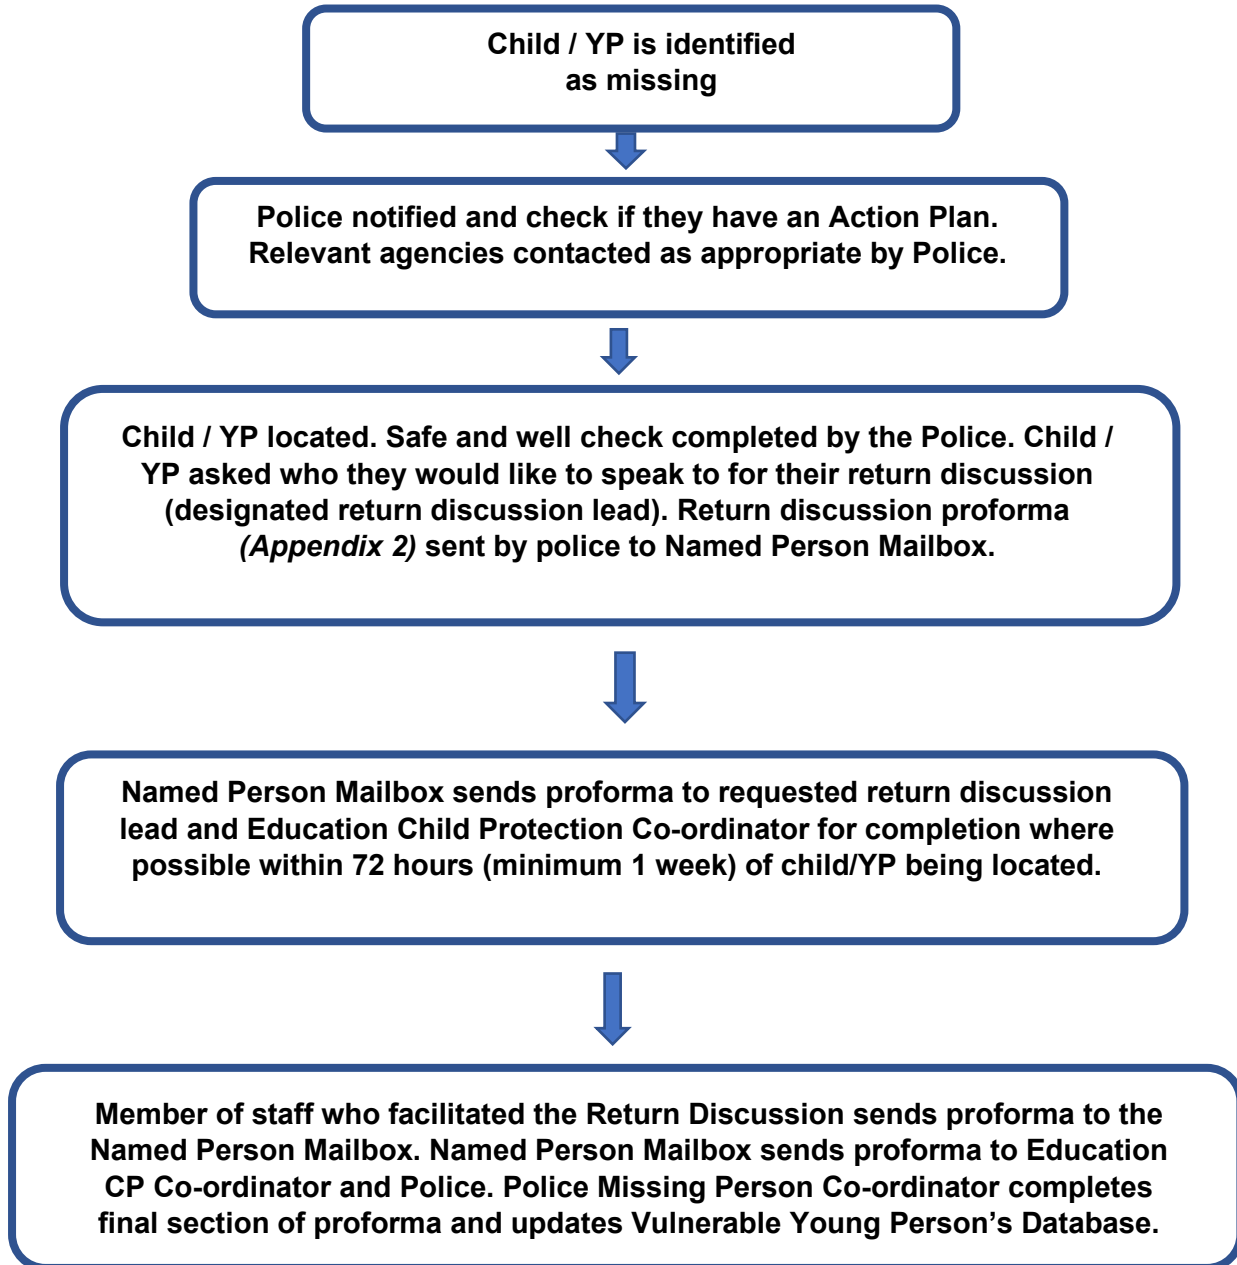 Child / YP is identified
as missing
Police notified and check if they have an Action Plan.
Relevant agencies contacted as appropriate by Police.
Child / YP located. Safe and well check completed by the Police. Child /
YP asked who they would like to speak to for their return discussion
(designated return discussion lead). Return discussion proforma
(Appendix 2) sent by police to Named Person Mailbox.
Named Person Mailbox sends proforma to requested return discussion
lead and Education Child Protection Co-ordinator for completion where
possible within 72 hours (minimum 1 week) of child/YP being located.
Member of staff who facilitated the Return Discussion sends proforma to the
Named Person Mailbox. Named Person Mailbox sends proforma to Education
CP Co-ordinator and Police. Police Missing Person Co-ordinator completes
final section of proforma and updates Vulnerable Young Person’s Database.